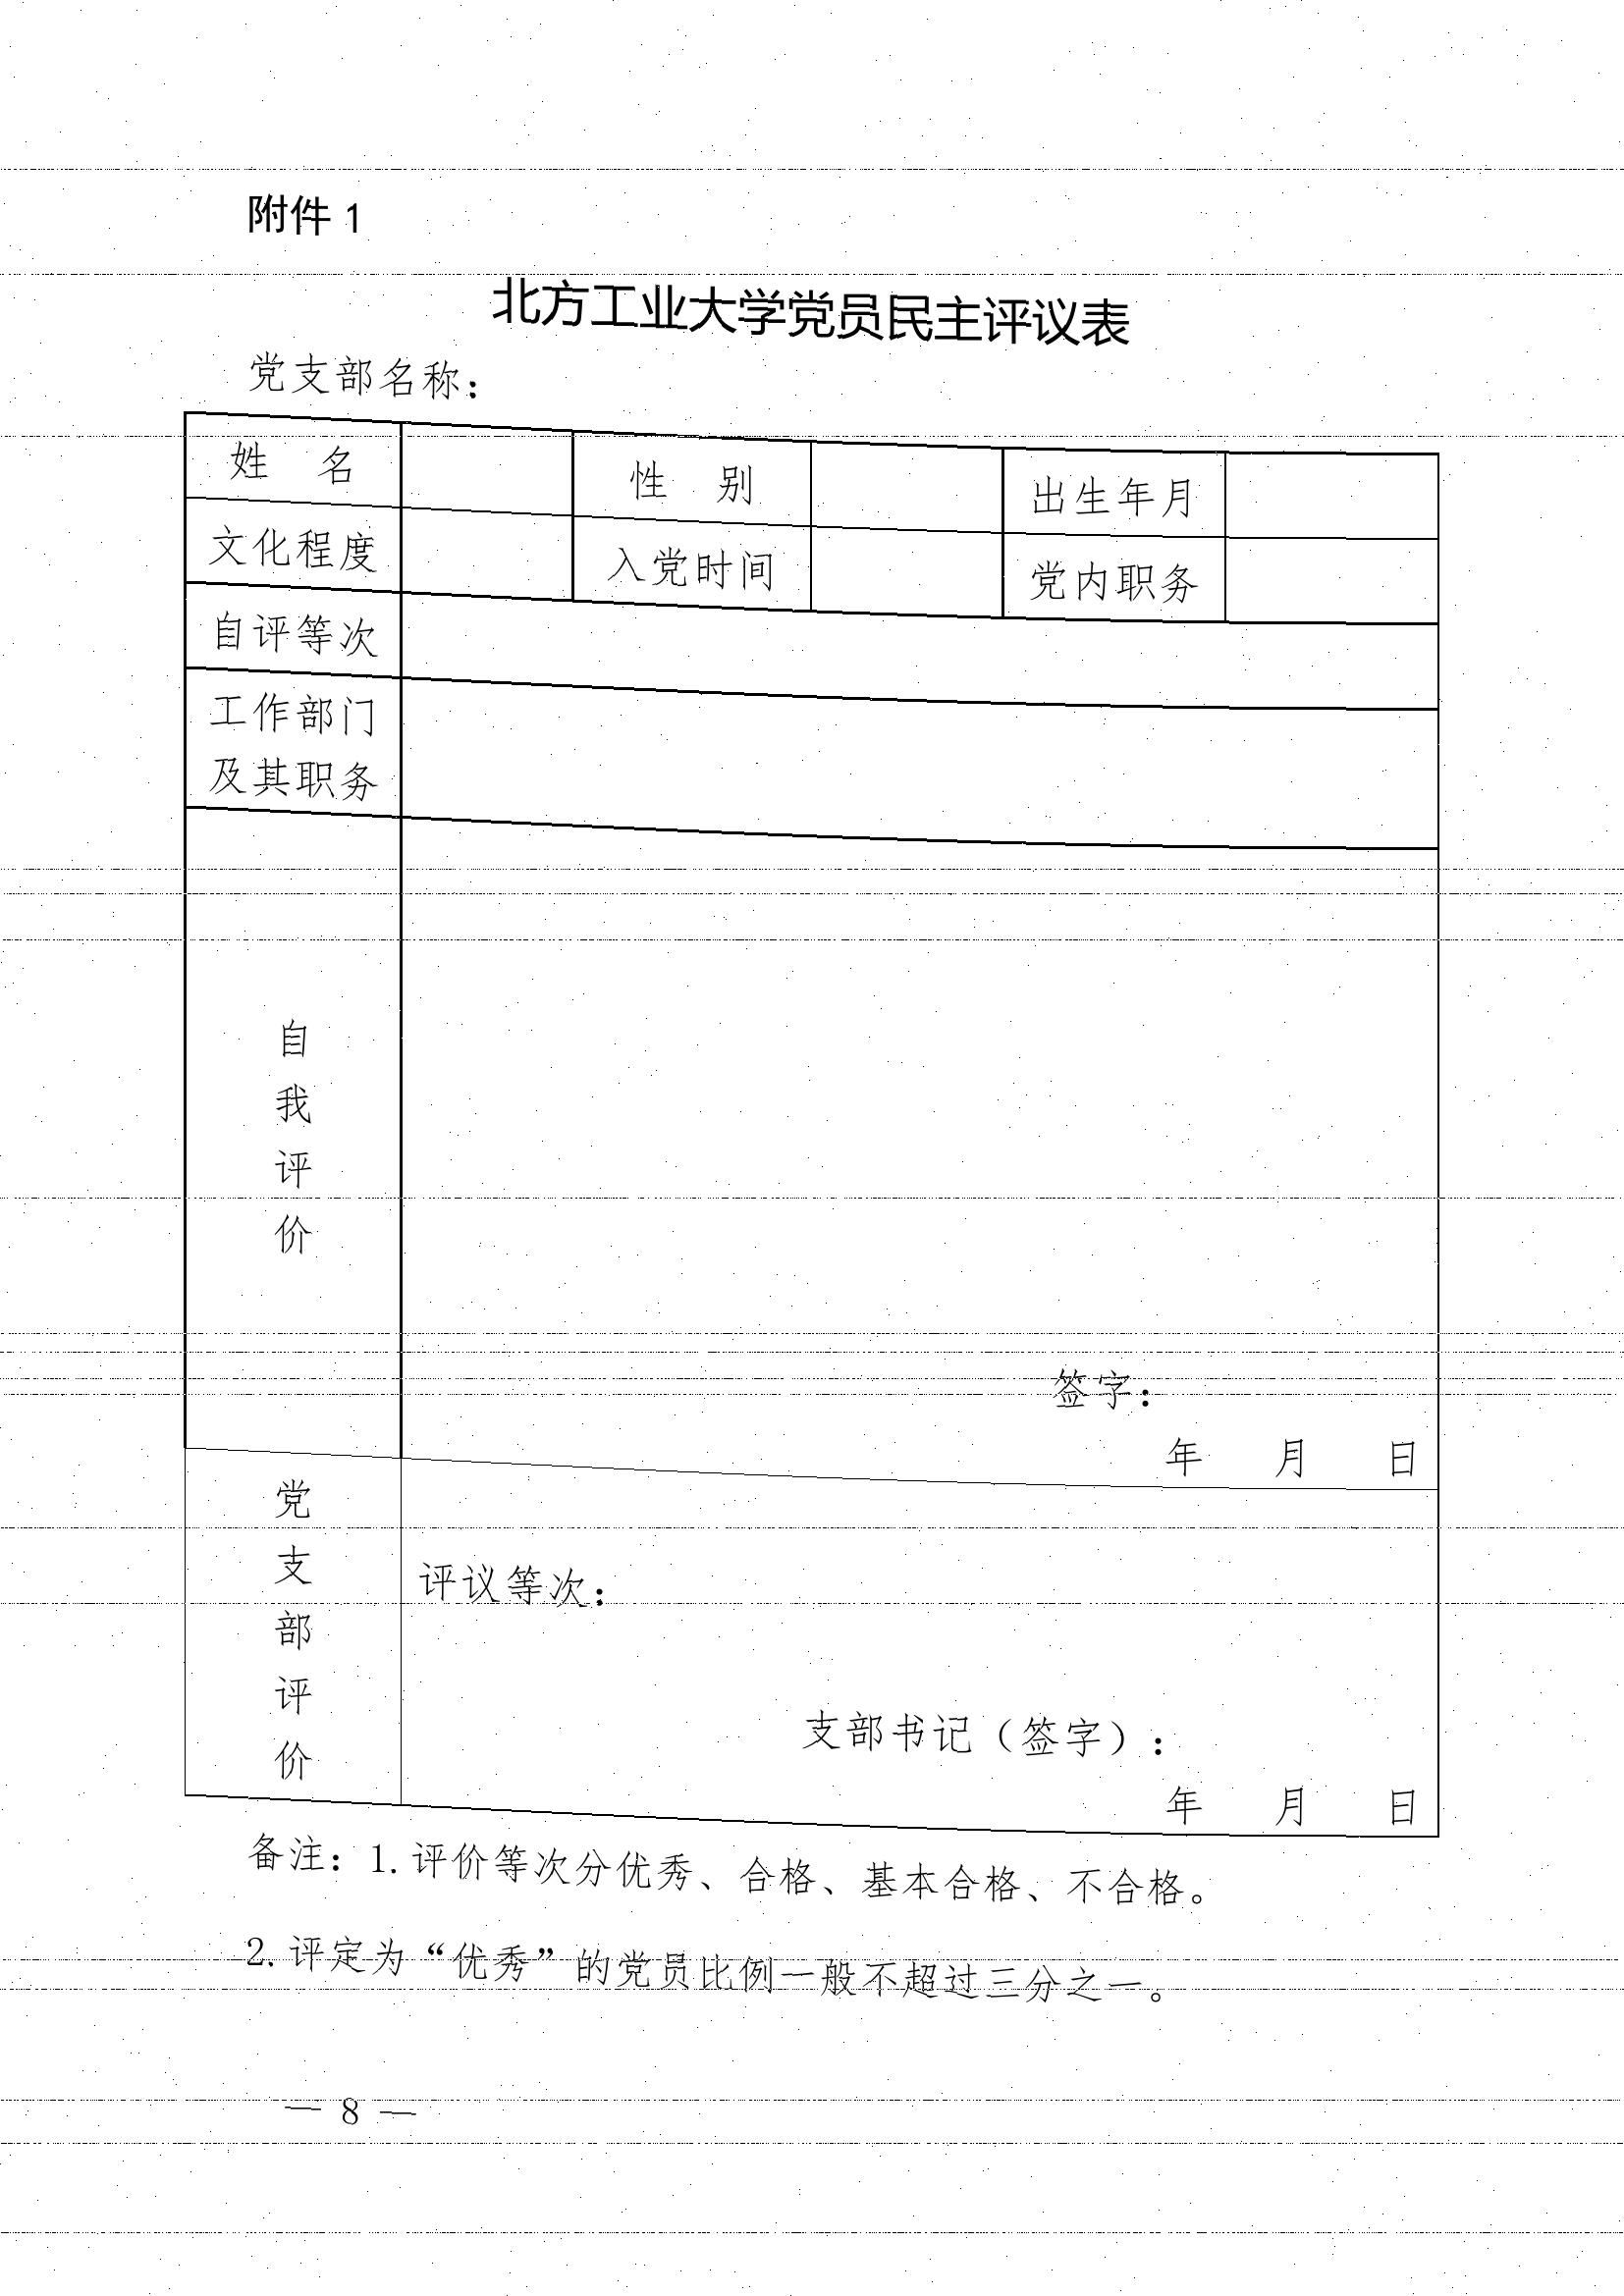 附件1
北方工业大学党员民主评议表
党支部名称：
姓 名 性 别 出生年月
文化程度 入党时间 党内职务
自评等次
工作部门
及其职务
自
我
评
价
签字：
年 月 日
党
支
部
评
价
评议等次：
支部书记（签字）：
年 月 日
备注：1.评价等次分优秀、合格、基本合格、不合格。
2.评定为“优秀”的党员比例一般不超过三分之一。
— 8 —